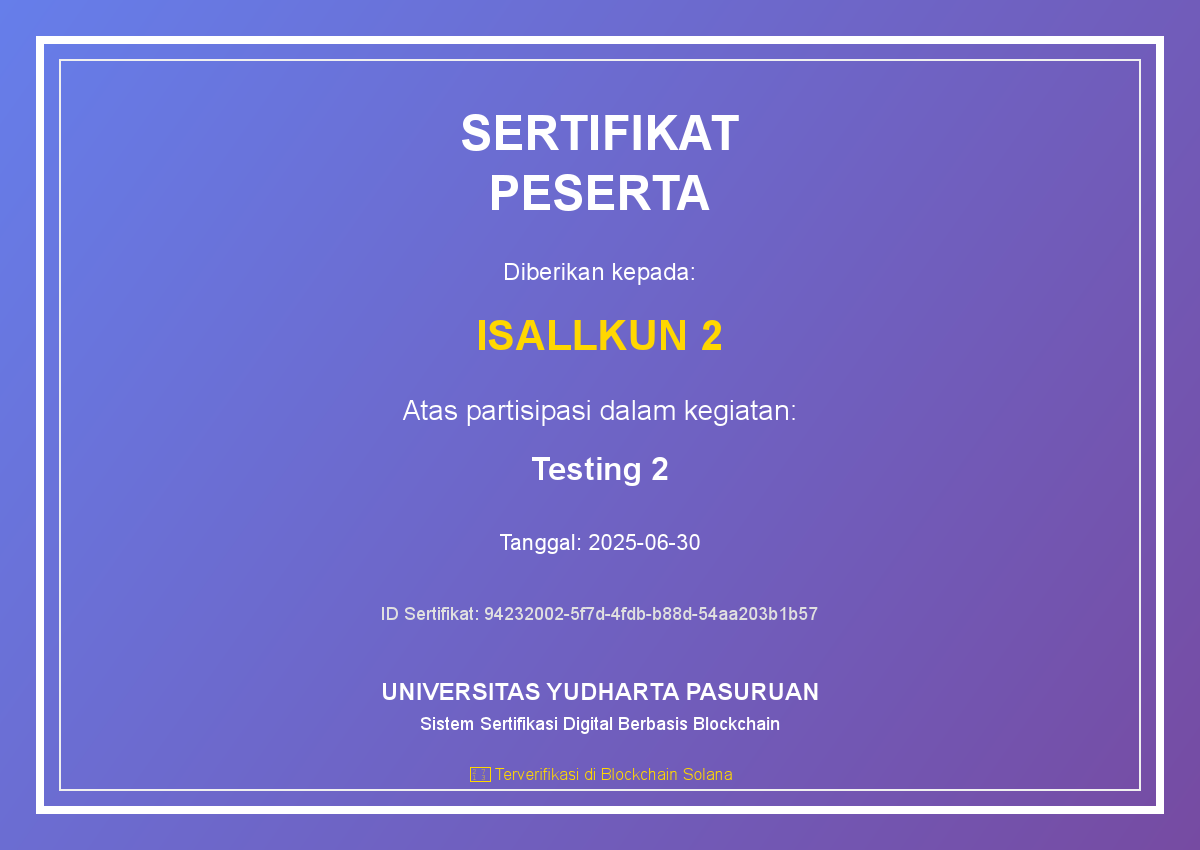 SERTIFIKAT
PESERTA
Diberikan kepada:
ISALLKUN 2
Atas partisipasi dalam kegiatan:
Testing 2
Tanggal: 2025-06-30
ID Sertifikat: 94232002-5f7d-4fdb-b88d-54aa203b1b57
UNIVERSITAS YUDHARTA PASURUAN
Sistem Sertifikasi Digital Berbasis Blockchain
Terverifikasi di Blockchain Solana